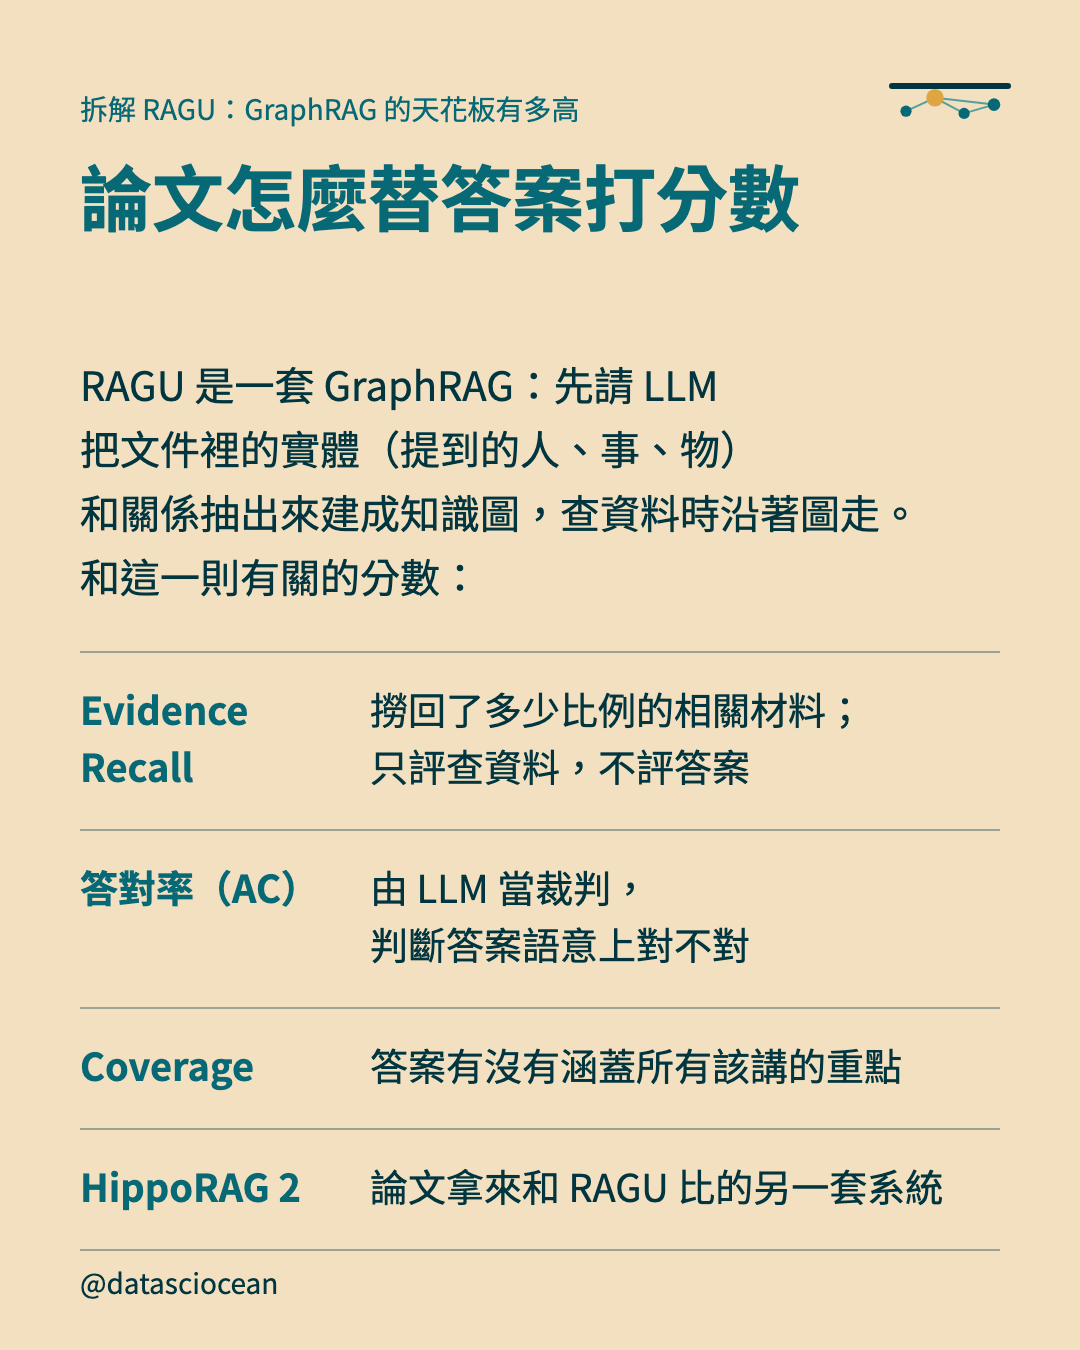 拆解 RAGU：GraphRAG 的天花板有多高
論文怎麼替答案打分數
RAGU 是一套 GraphRAG：先請 LLM
把文件裡的實體（提到的人、事、物）
和關係抽出來建成知識圖，查資料時沿著圖走。
和這一則有關的分數：
Evidence
Recall
撈回了多少比例的相關材料；
只評查資料，不評答案
答對率（AC）
由 LLM 當裁判，
判斷答案語意上對不對
Coverage
答案有沒有涵蓋所有該講的重點
HippoRAG 2
論文拿來和 RAGU 比的另一套系統
@datasciocean